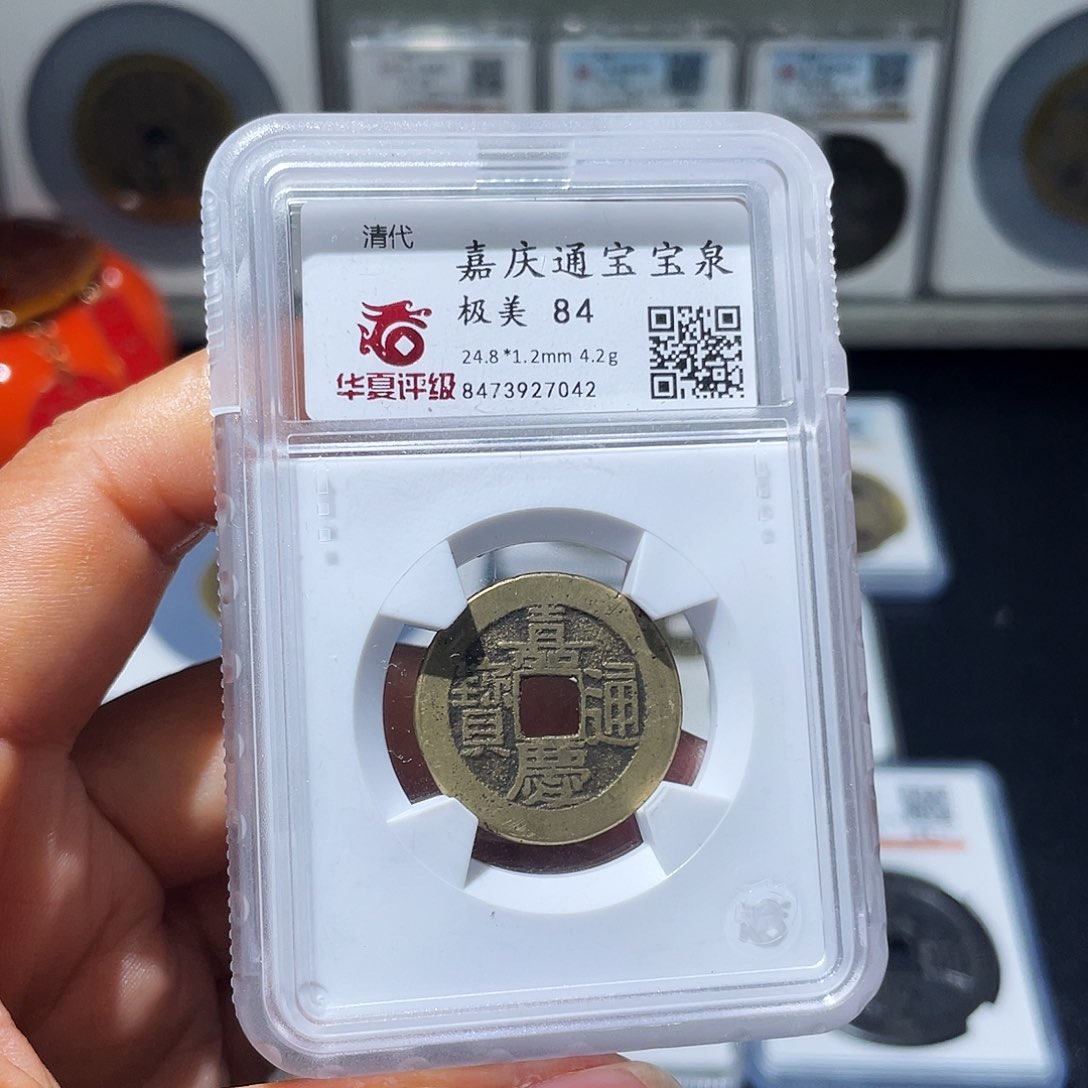 清代
嘉庆通宝宝泉
极美 84
24.8*1.2mm 4.2g
华夏评级
8473927042
嘉慶通寶